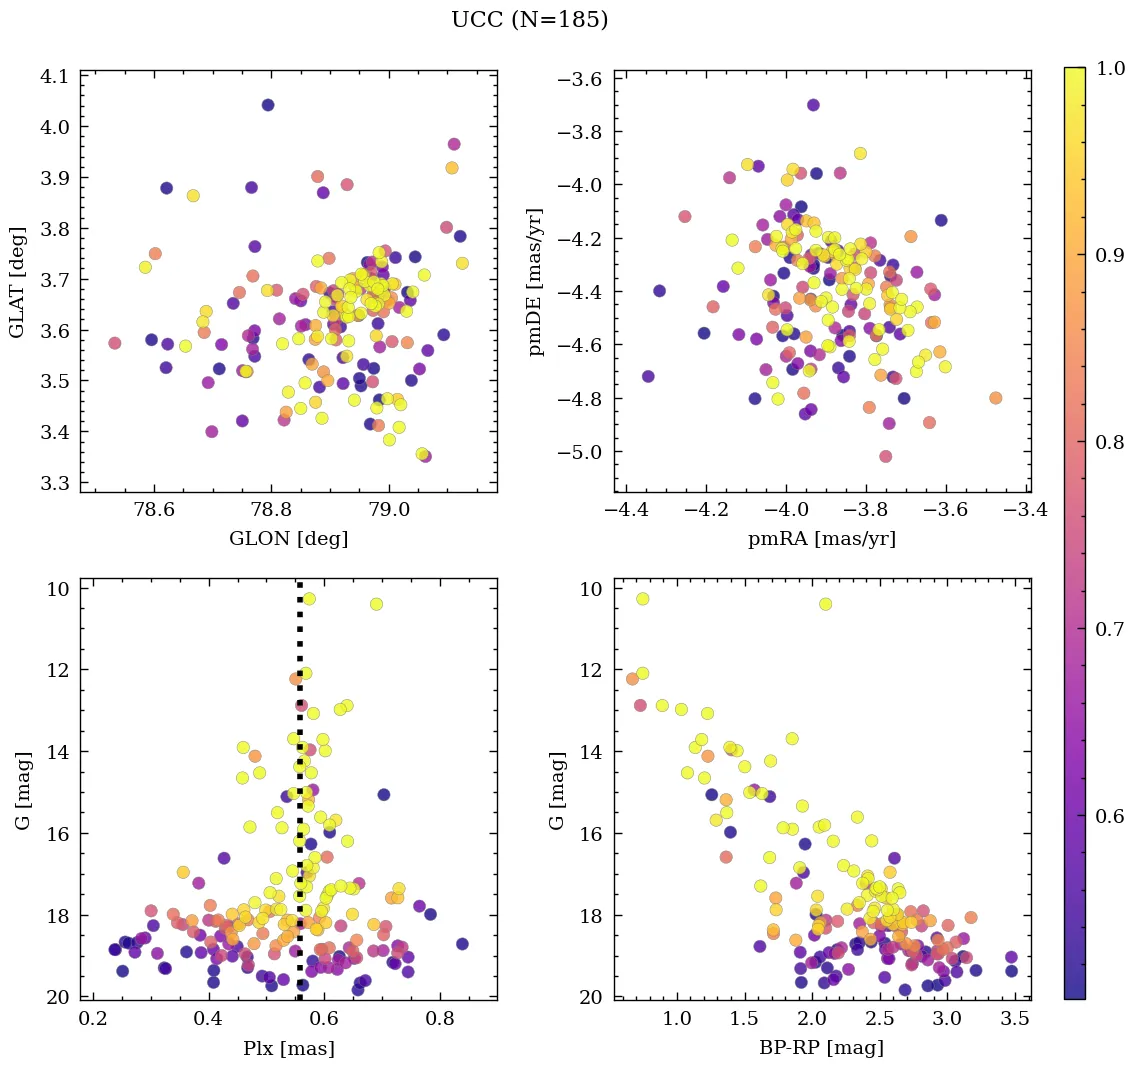 UCC (N=185)
4.1
4.0
3.9
3.8
3.7
3.6
3.5
3.4
3.3
GLAT [deg]
78.6 78.8 79.0
GLON [deg]
−3.6
−3.8
−4.0
−4.2
−4.4
−4.6
−4.8
−5.0
pmDE [mas/yr]
−4.4 −4.2 −4.0 −3.8 −3.6 −3.4
pmRA [mas/yr]
10
12
14
16
18
20
G [mag]
0.2 0.4 0.6 0.8
Plx [mas]
10
12
14
16
18
20
G [mag]
1.0 1.5 2.0 2.5 3.0 3.5
BP-RP [mag]
1.0
0.9
0.8
0.7
0.6